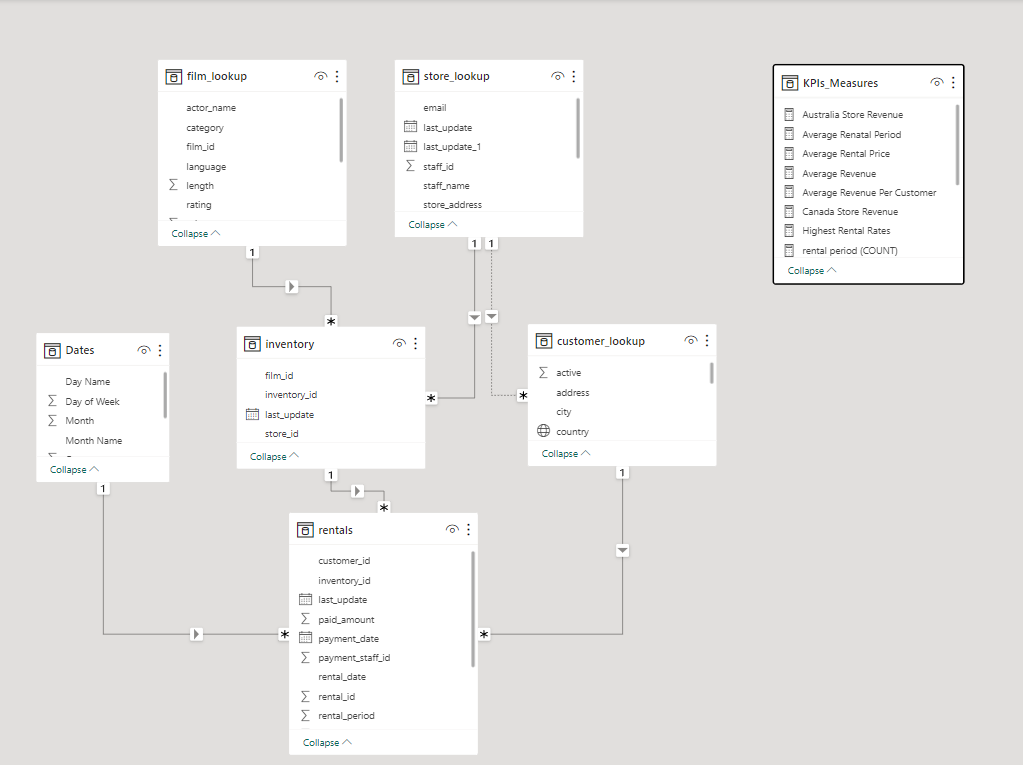 film_lookup
actor_name
category
film_id
language
length
rating
Collapse
1
store_lookup
email
last_update
last_update_1
staff_id
staff_name
store_address
Collapse
1 1
KPIs_Measures
Australia Store Revenue
Average Renatal Period
Average Rental Price
Average Revenue
Average Revenue Per Customer
Canada Store Revenue
Highest Rental Rates
rental period (COUNT)
Collapse
*
Dates
Day Name
Day of Week
Month
Month Name
Collapse
1
inventory
film_id
inventory_id
last_update
store_id
Collapse
*
1
*
customer_lookup
active
address
city
country
Collapse
*
1
rentals
customer_id
inventory_id
last_update
paid_amount
payment_date
payment_staff_id
rental_date
rental_id
rental_period
Collapse
*
*